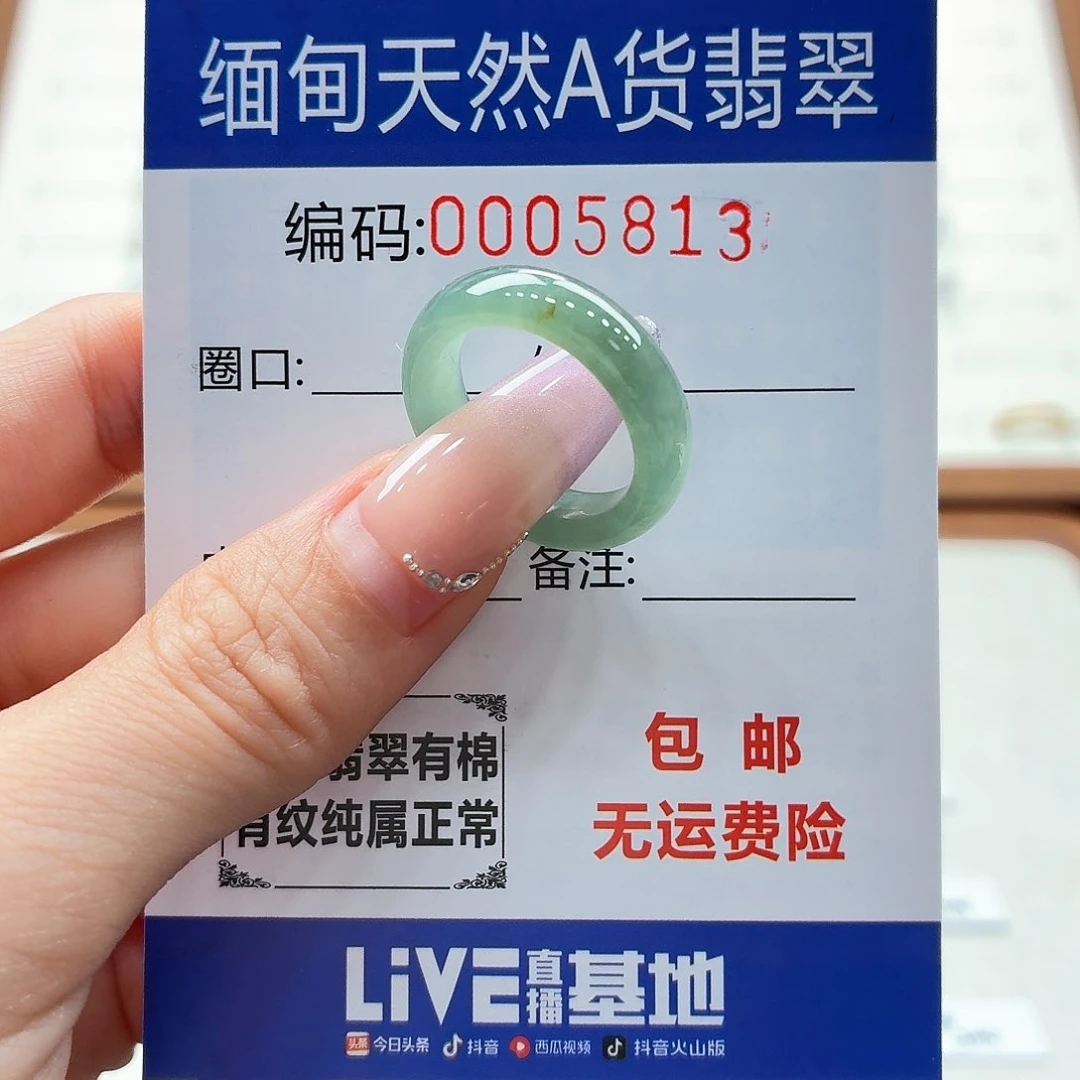 缅甸天然A货翡翠
编码:0005813
圈口:
备注:
翡翠有棉
有纹纯属正常
包 邮
无运费险
LiVE直播基地
头条 今日头条 抖音 西瓜视频 抖音火山版